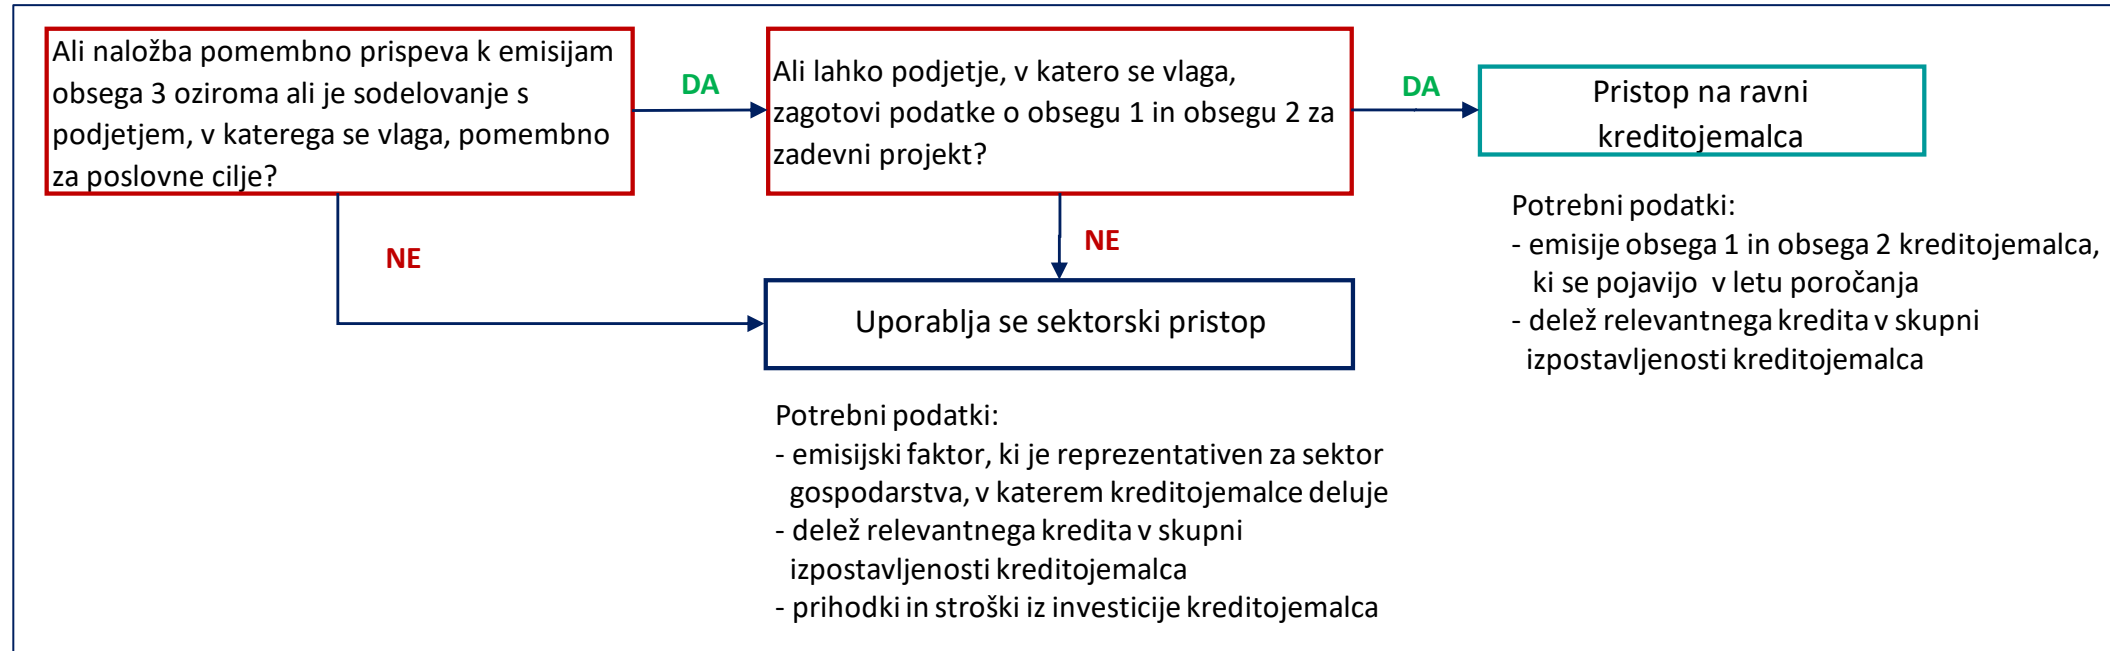 Ali naložba pomembno prispeva k emisijam
obsega 3 oziroma ali je sodelovanje s
podjetjem, v katerega se vlaga, pomembno
za poslovne cilje?
DA
Ali lahko podjetje, v katero se vlaga,
zagotovi podatke o obsegu 1 in obsegu 2 za
zadevni projekt?
DA
Pristop na ravni
kreditojemalca
NE
NE
Uporablja se sektorski pristop
Potrebni podatki:
- emisije obsega 1 in obsega 2 kreditojemalca,
ki se pojavijo v letu poročanja
- delež relevantnega kredita v skupni
izpostavljenosti kreditojemalca
Potrebni podatki:
- emisijski faktor, ki je reprezentativen za sektor
gospodarstva, v katerem kreditojemalce deluje
- delež relevantnega kredita v skupni
izpostavljenosti kreditojemalca
- prihodki in stroški iz investicije kreditojemalca